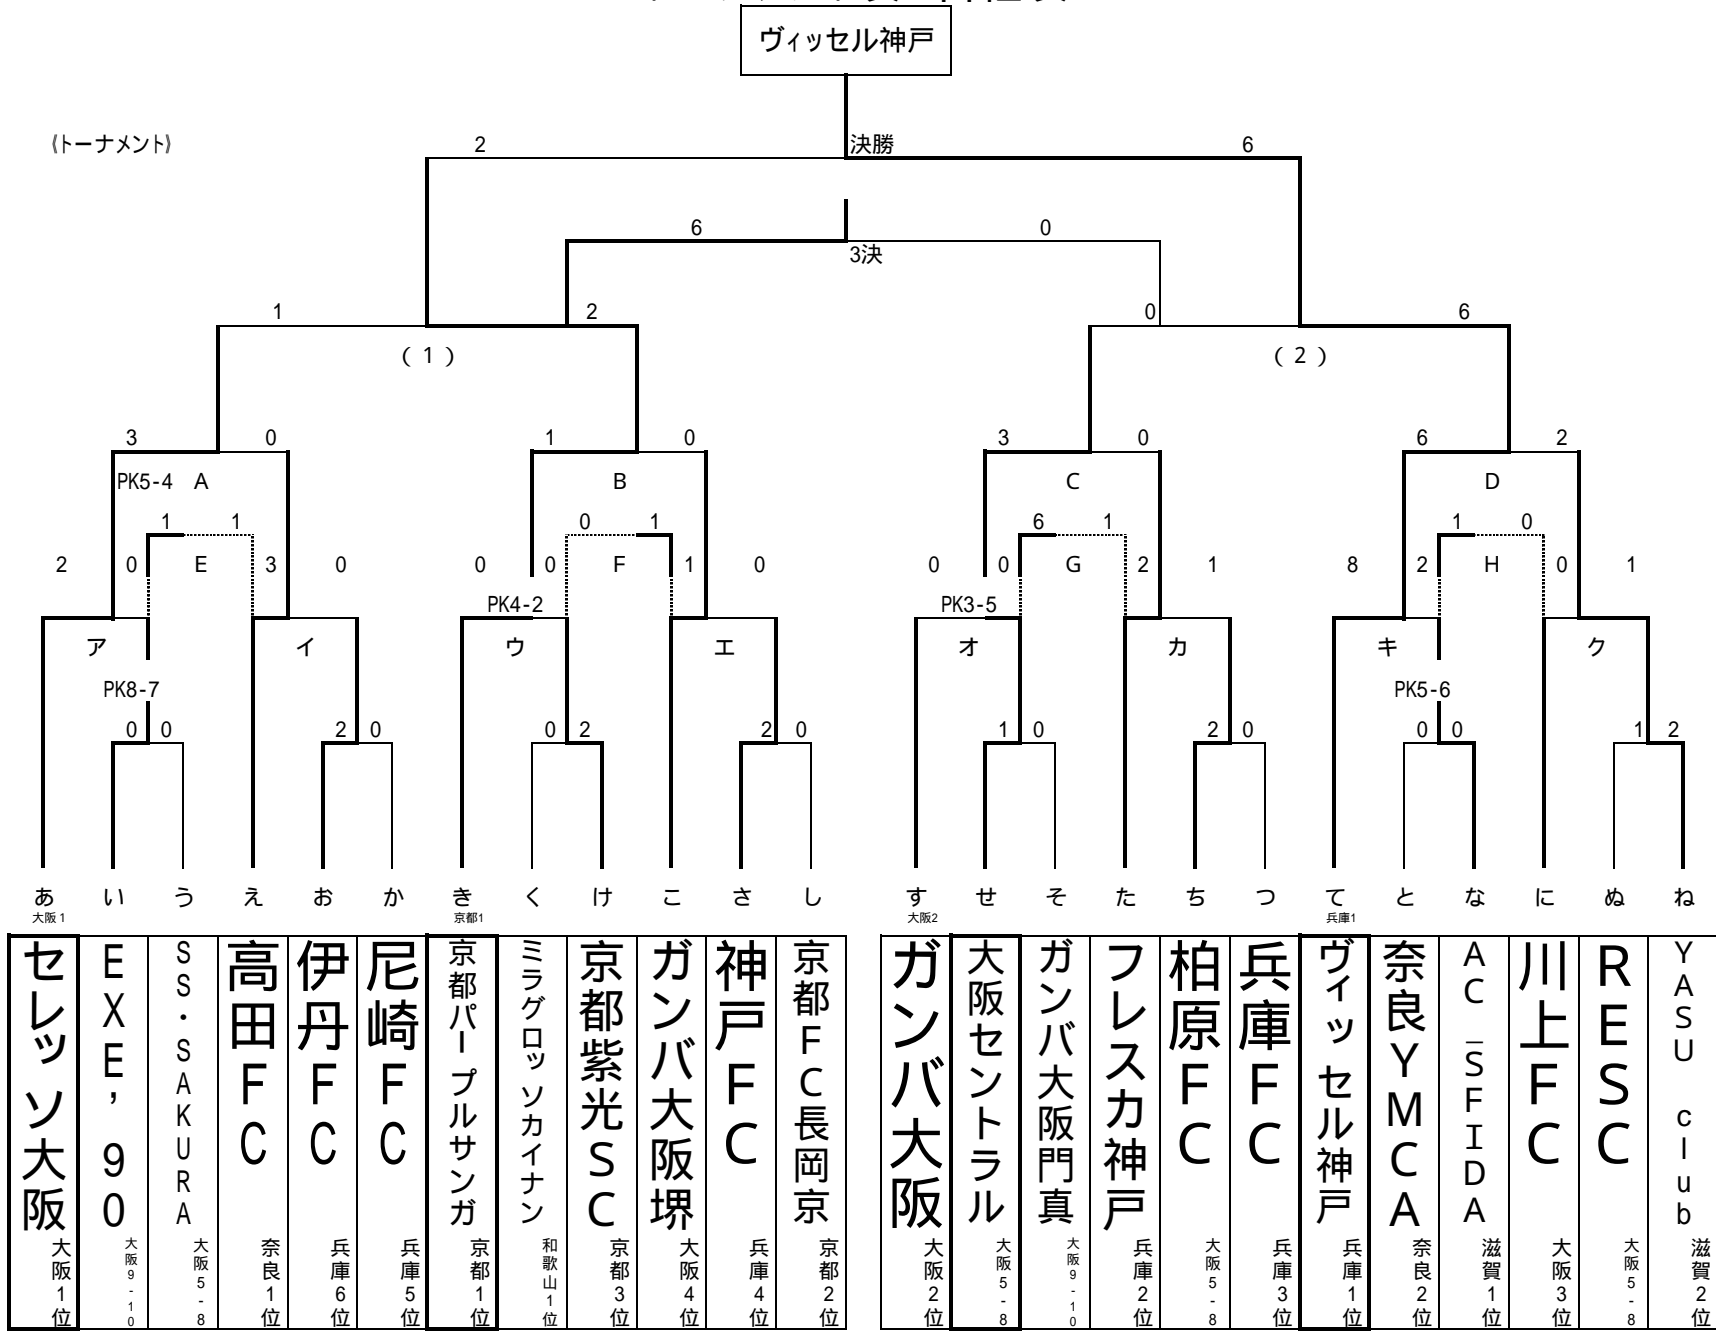 ヴィッセル神戸
《トーナメント》
2 決勝 6
6 0
3決
1 2 0 6
(1) (2)
3 0 1 0 3 0 6 2
PK5-4 A B C D
1 1 0 1 6 1 1 0
2 0 E 3 0 0 0 F 1 0 0 0 G 2 1 8 2 H 0 1
PK4-2 PK3-5
ア イ ウ エ オ カ キ ク
PK8-7 PK5-6
0 0 2 0 0 2 2 0 1 0 2 0 0 0 1 2
あ い う え お か き く け こ さ し す せ そ た ち つ て と な に ぬ ね
大阪1 京都1 大阪2 兵庫1
セレッソ大阪 大阪1位
EXE’90 大阪9-10
SS・SAKURA 大阪5-8
高田FC 奈良1位
伊丹FC 兵庫6位
尼崎FC 兵庫5位
京都パープルサンガ 京都1位
ミラグロッソカイナン 和歌山1位
京都紫光SC 京都3位
ガンバ大阪堺 大阪4位
神戸FC 兵庫4位
京都FC長岡京 京都2位
ガンバ大阪 大阪2位
大阪セントラル 大阪5-8
ガンバ大阪門真 大阪9-10
フレスカ神戸 兵庫2位
柏原FC 大阪5-8
兵庫FC 兵庫3位
ヴィッセル神戸 兵庫1位
奈良YMCA 奈良2位
AC SFIDA 滋賀1位
川上FC 大阪3位
RESC 大阪5-8
YASU club 滋賀2位